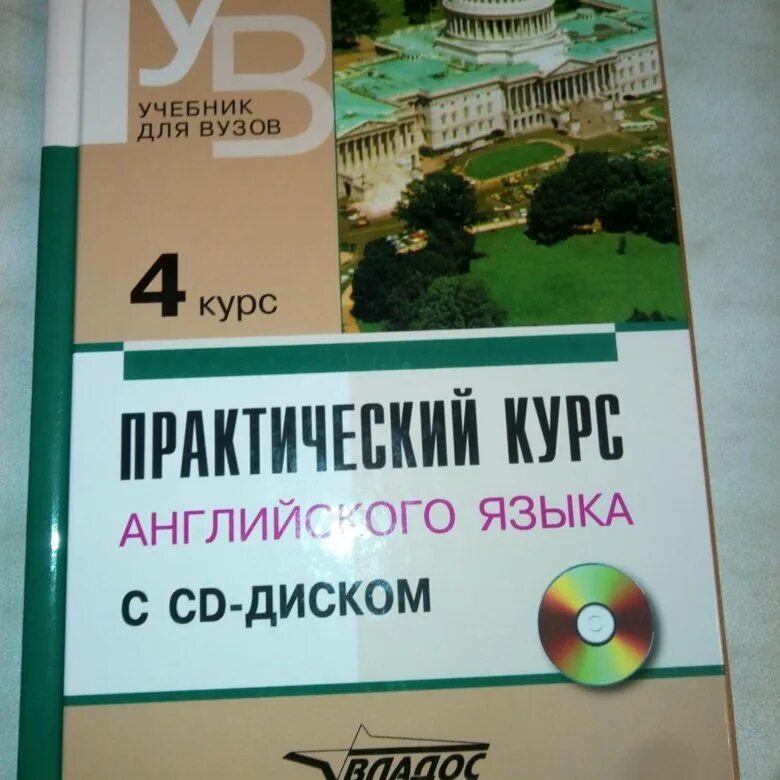 УВ
УЧЕБНИК
ДЛЯ ВУЗОВ
4 курс
ПРАКТИЧЕСКИЙ КУРС
АНГЛИЙСКОГО ЯЗЫКА
С CD-ДИСКОМ
ВЛАДОС